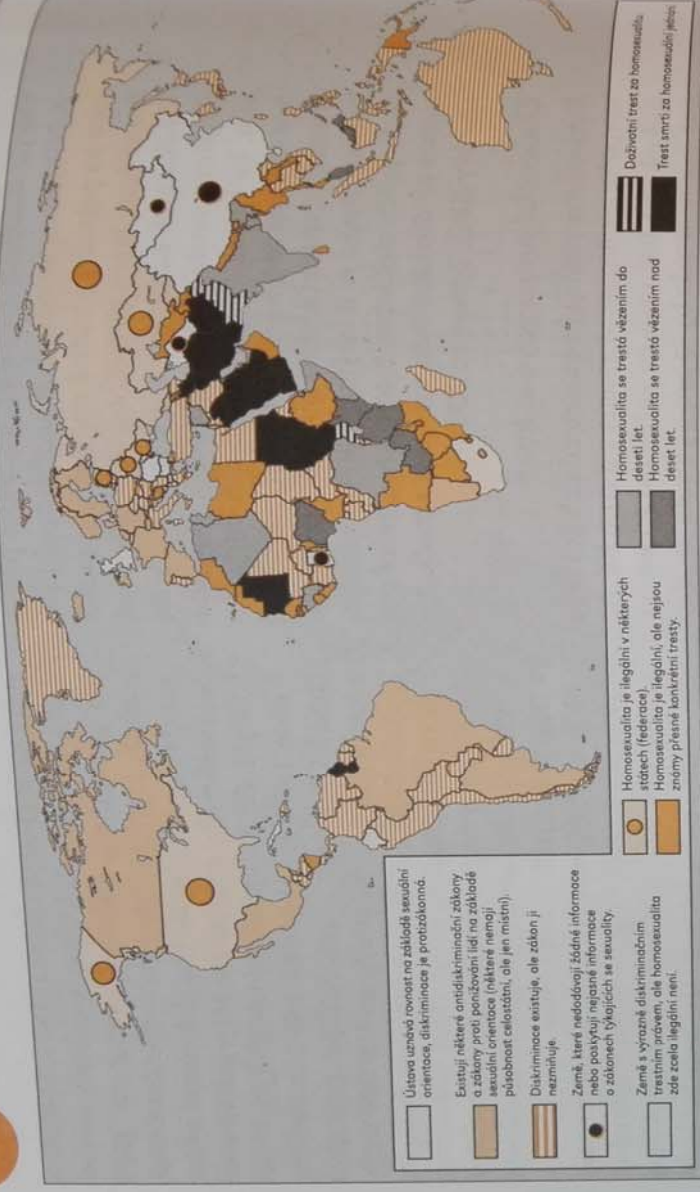 Ústava uznává rovnost na základě sexuální
orientace, diskriminace je protizákonná.
Existují některé antidiskriminační zákony
a zákony proti ponižování lidí na základě
sexuální orientace (některé nemají
působnost celostátní, ale jen místní).
Diskriminace existuje, ale zákon ji
nezmiňuje.
Země, které nedodávají žádné informace
nebo poskytují nejasné informace
o zákonech týkajících se sexuality.
Země s výrazně diskriminačním
trestním právem, ale homosexualita
zde zcela ilegální není.
Homosexualita je ilegální v některých
státech (federace).
Homosexualita je ilegální, ale nejsou
známy přesné konkrétní tresty.
Homosexualita se trestá vězením do
deseti let.
Homosexualita se trestá vězením nad
deset let.
Doživotní trest za homosexualitu
Trest smrti za homosexuální jednání